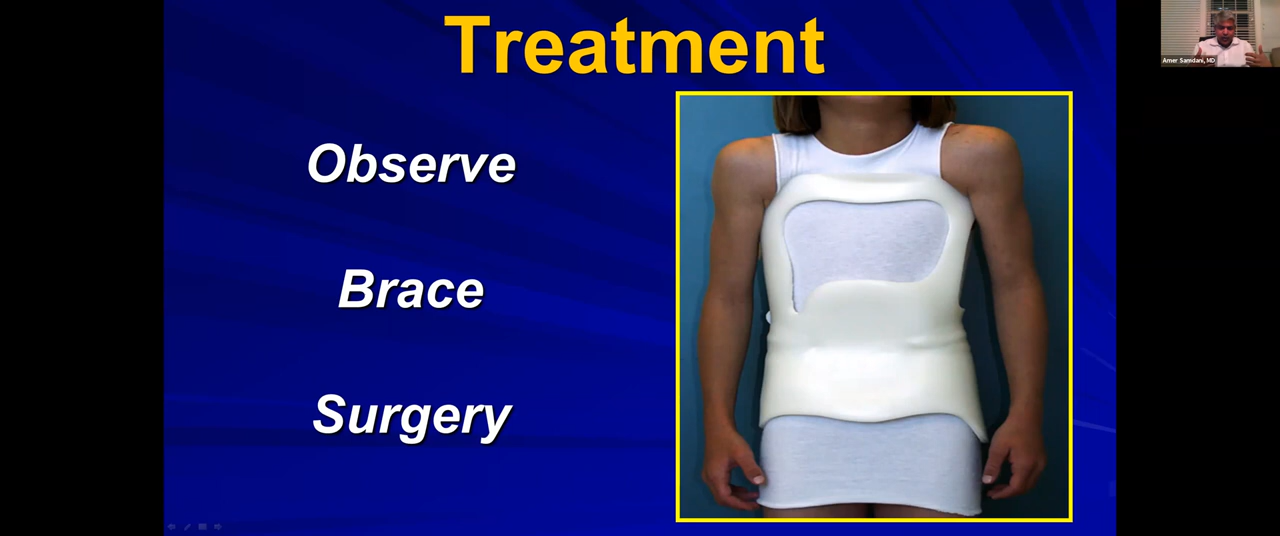 Treatment
Observe
Brace
Surgery
Amer Samdani, MD